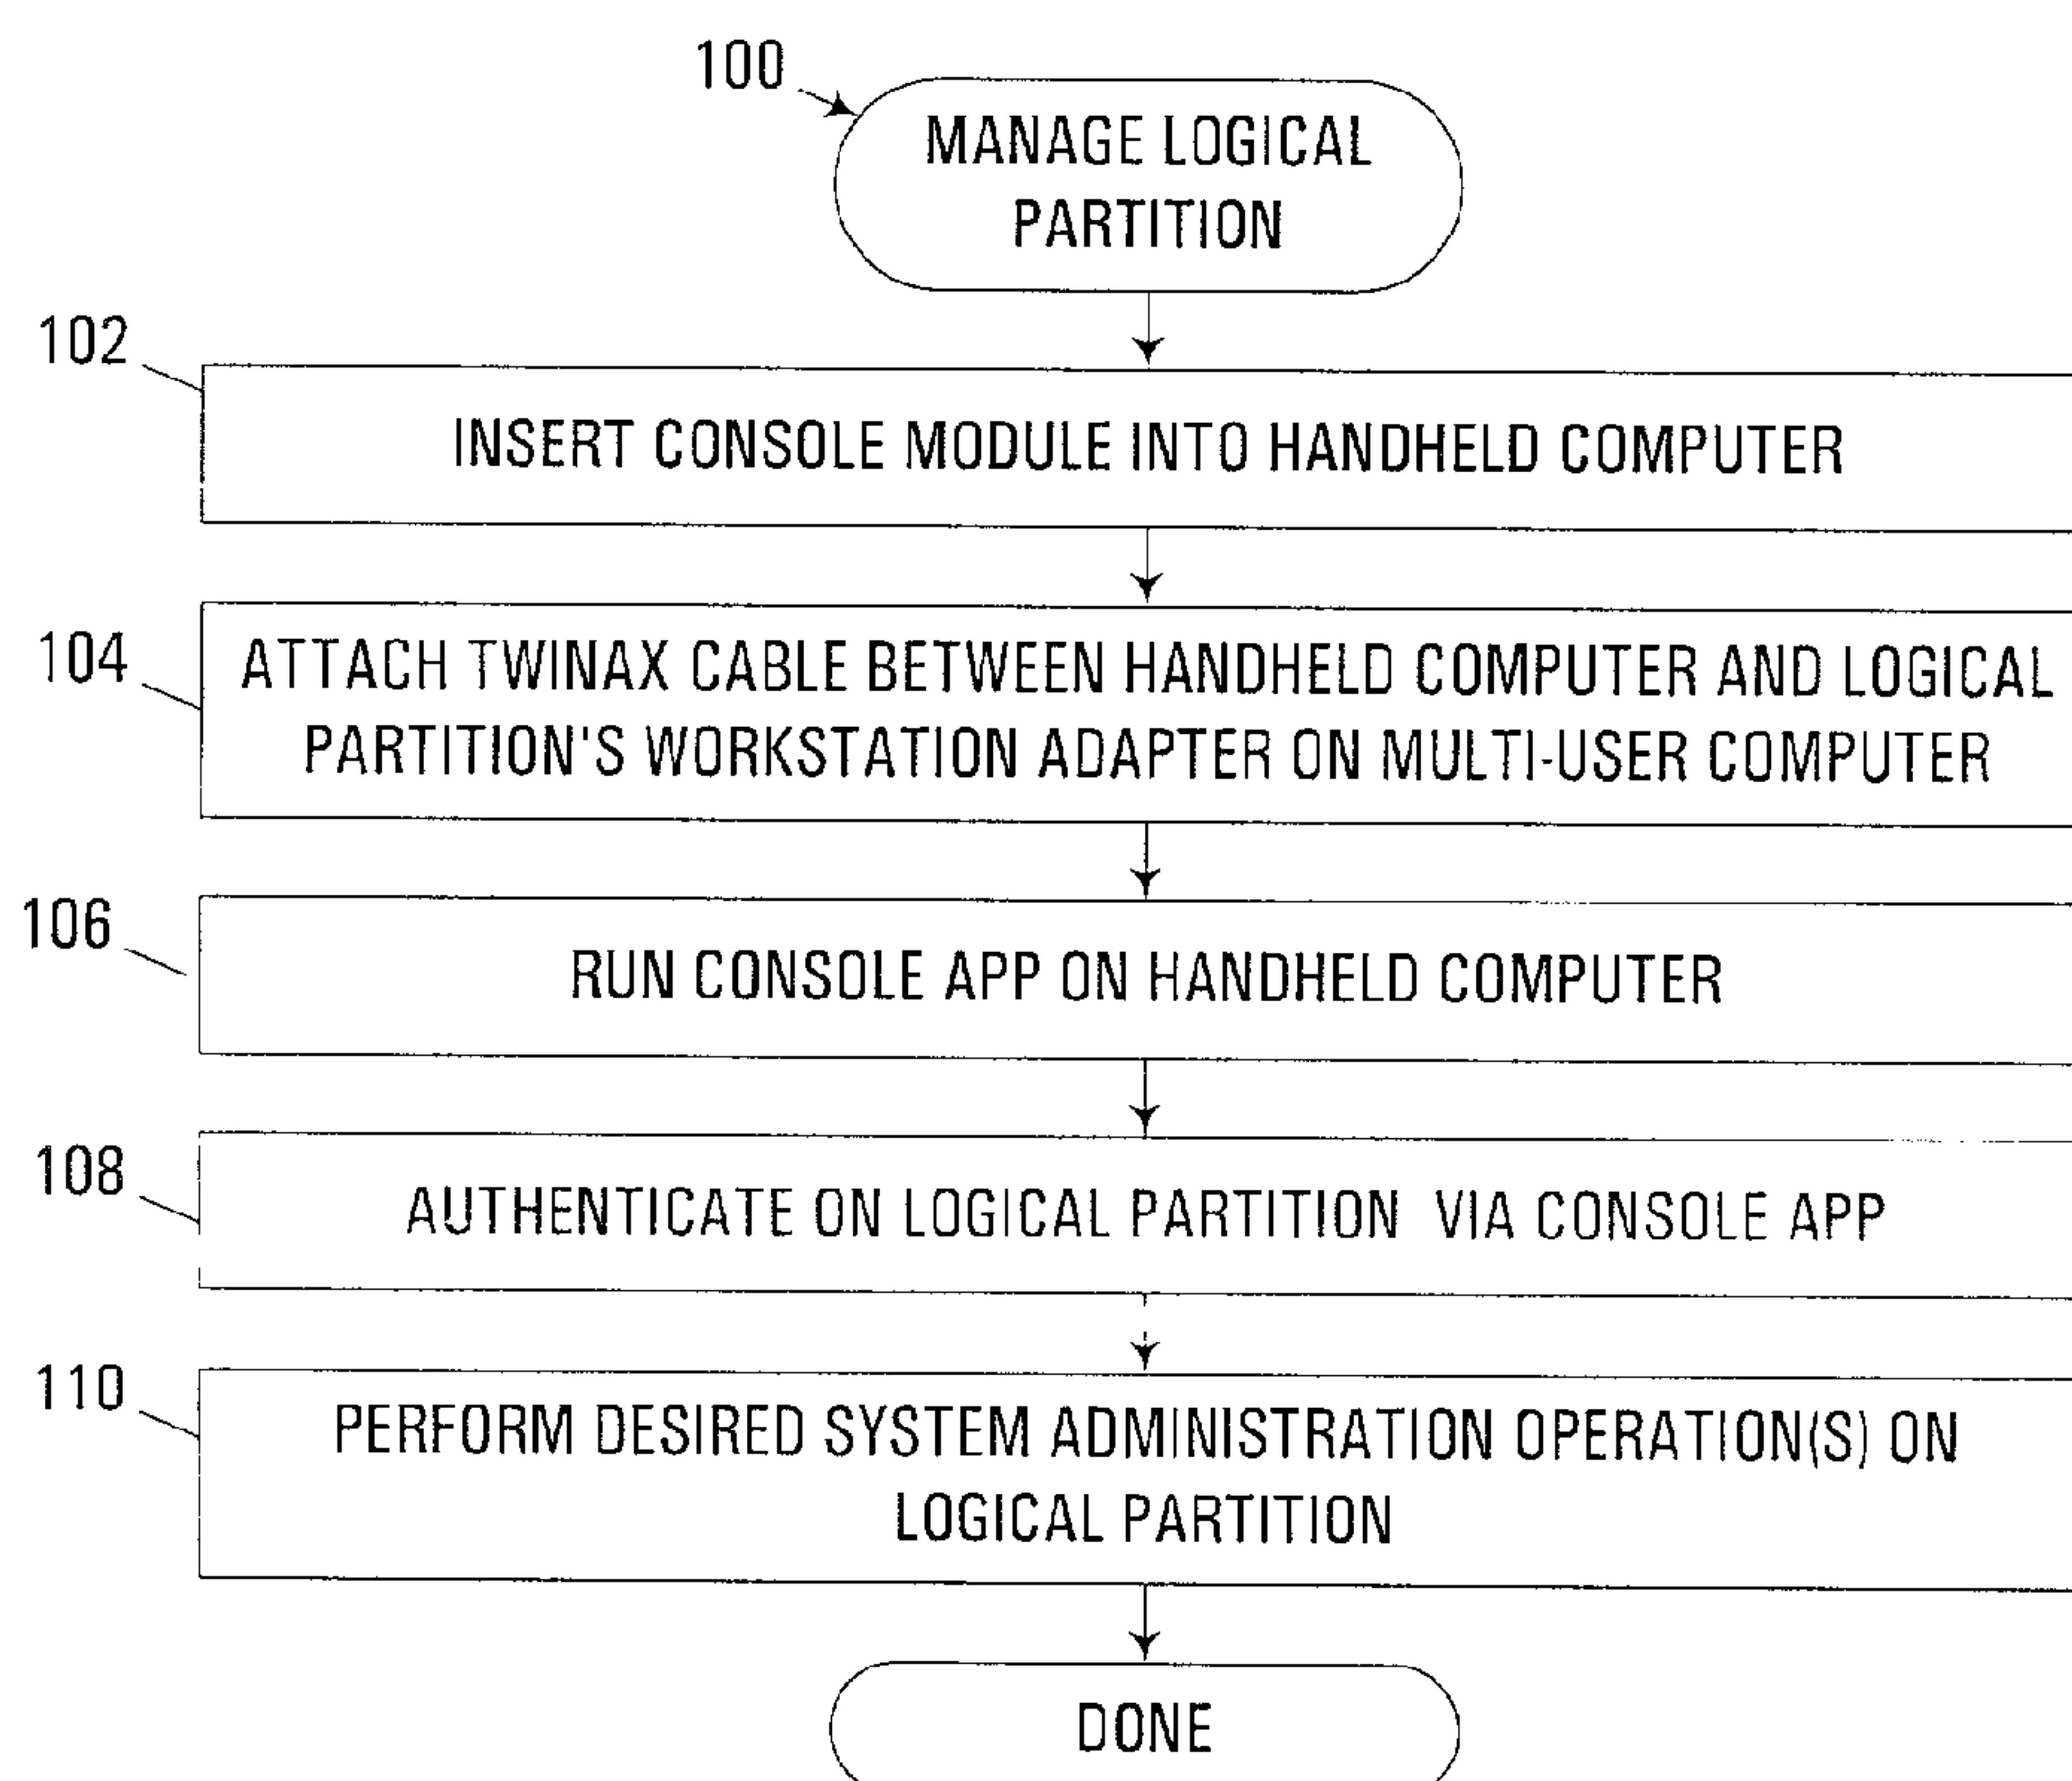 100
MANAGE LOGICAL
PARTITION
102
INSERT CONSOLE MODULE INTO HANDHELD COMPUTER
104
ATTACH TWINAX CABLE BETWEEN HANDHELD COMPUTER AND LOGICAL
PARTITION'S WORKSTATION ADAPTER ON MULTI-USER COMPUTER
106
RUN CONSOLE APP ON HANDHELD COMPUTER
108
AUTHENTICATE ON LOGICAL PARTITION VIA CONSOLE APP
110
PERFORM DESIRED SYSTEM ADMINISTRATION OPERATION(S) ON
LOGICAL PARTITION
DONE